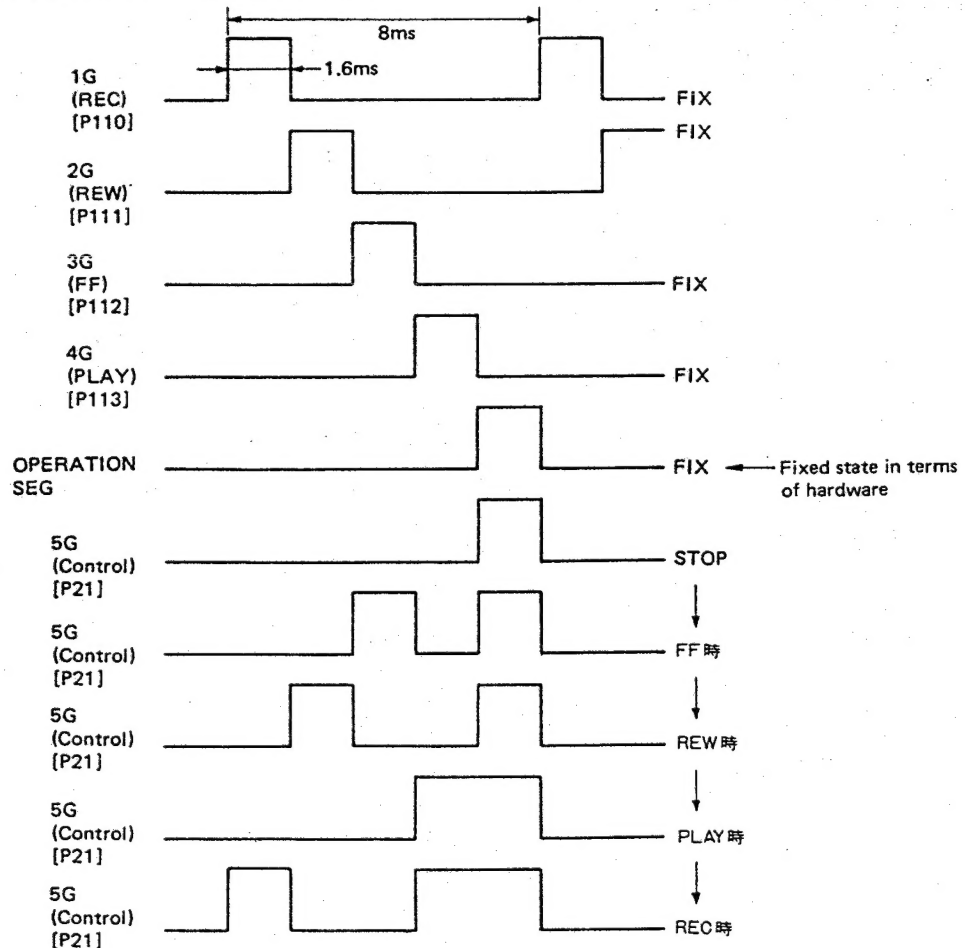 8ms
1.6ms
1G
(REC)
[P110]
FIX
FIX
2G
(REW)
[P111]
3G
(FF)
[P112]
FIX
4G
(PLAY)
[P113]
FIX
OPERATION
SEG
FIX
Fixed state in terms
of hardware
5G
(Control)
[P21]
STOP
5G
(Control)
[P21]
FF時
5G
(Control)
[P21]
REW時
5G
(Control)
[P21]
PLAY時
5G
(Control)
[P21]
REC時